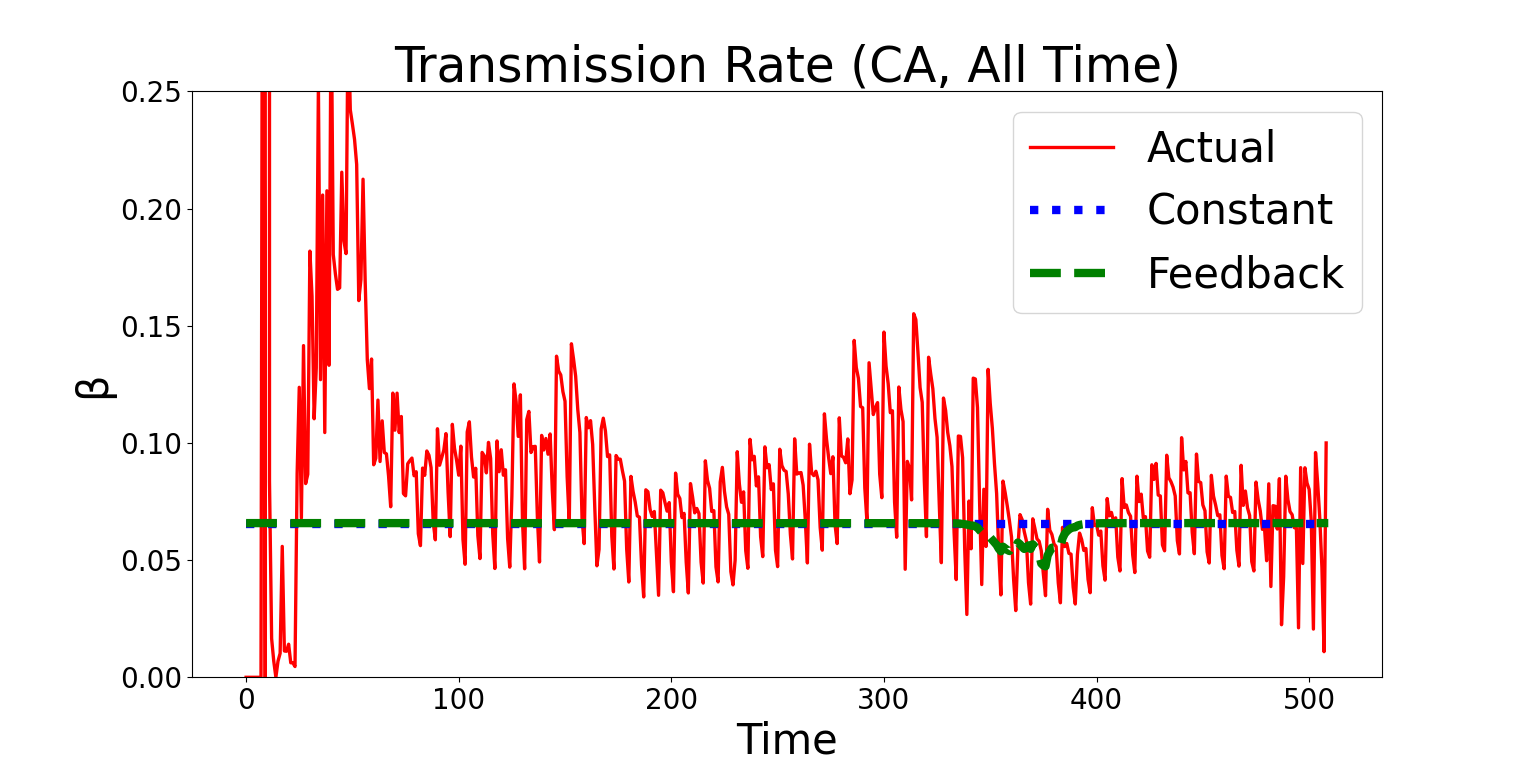 Transmission Rate (CA, All Time)
0.25
0.20
0.15
0.10
0.05
0.00
β
Actual
Constant
Feedback
0 100 200 300 400 500
Time